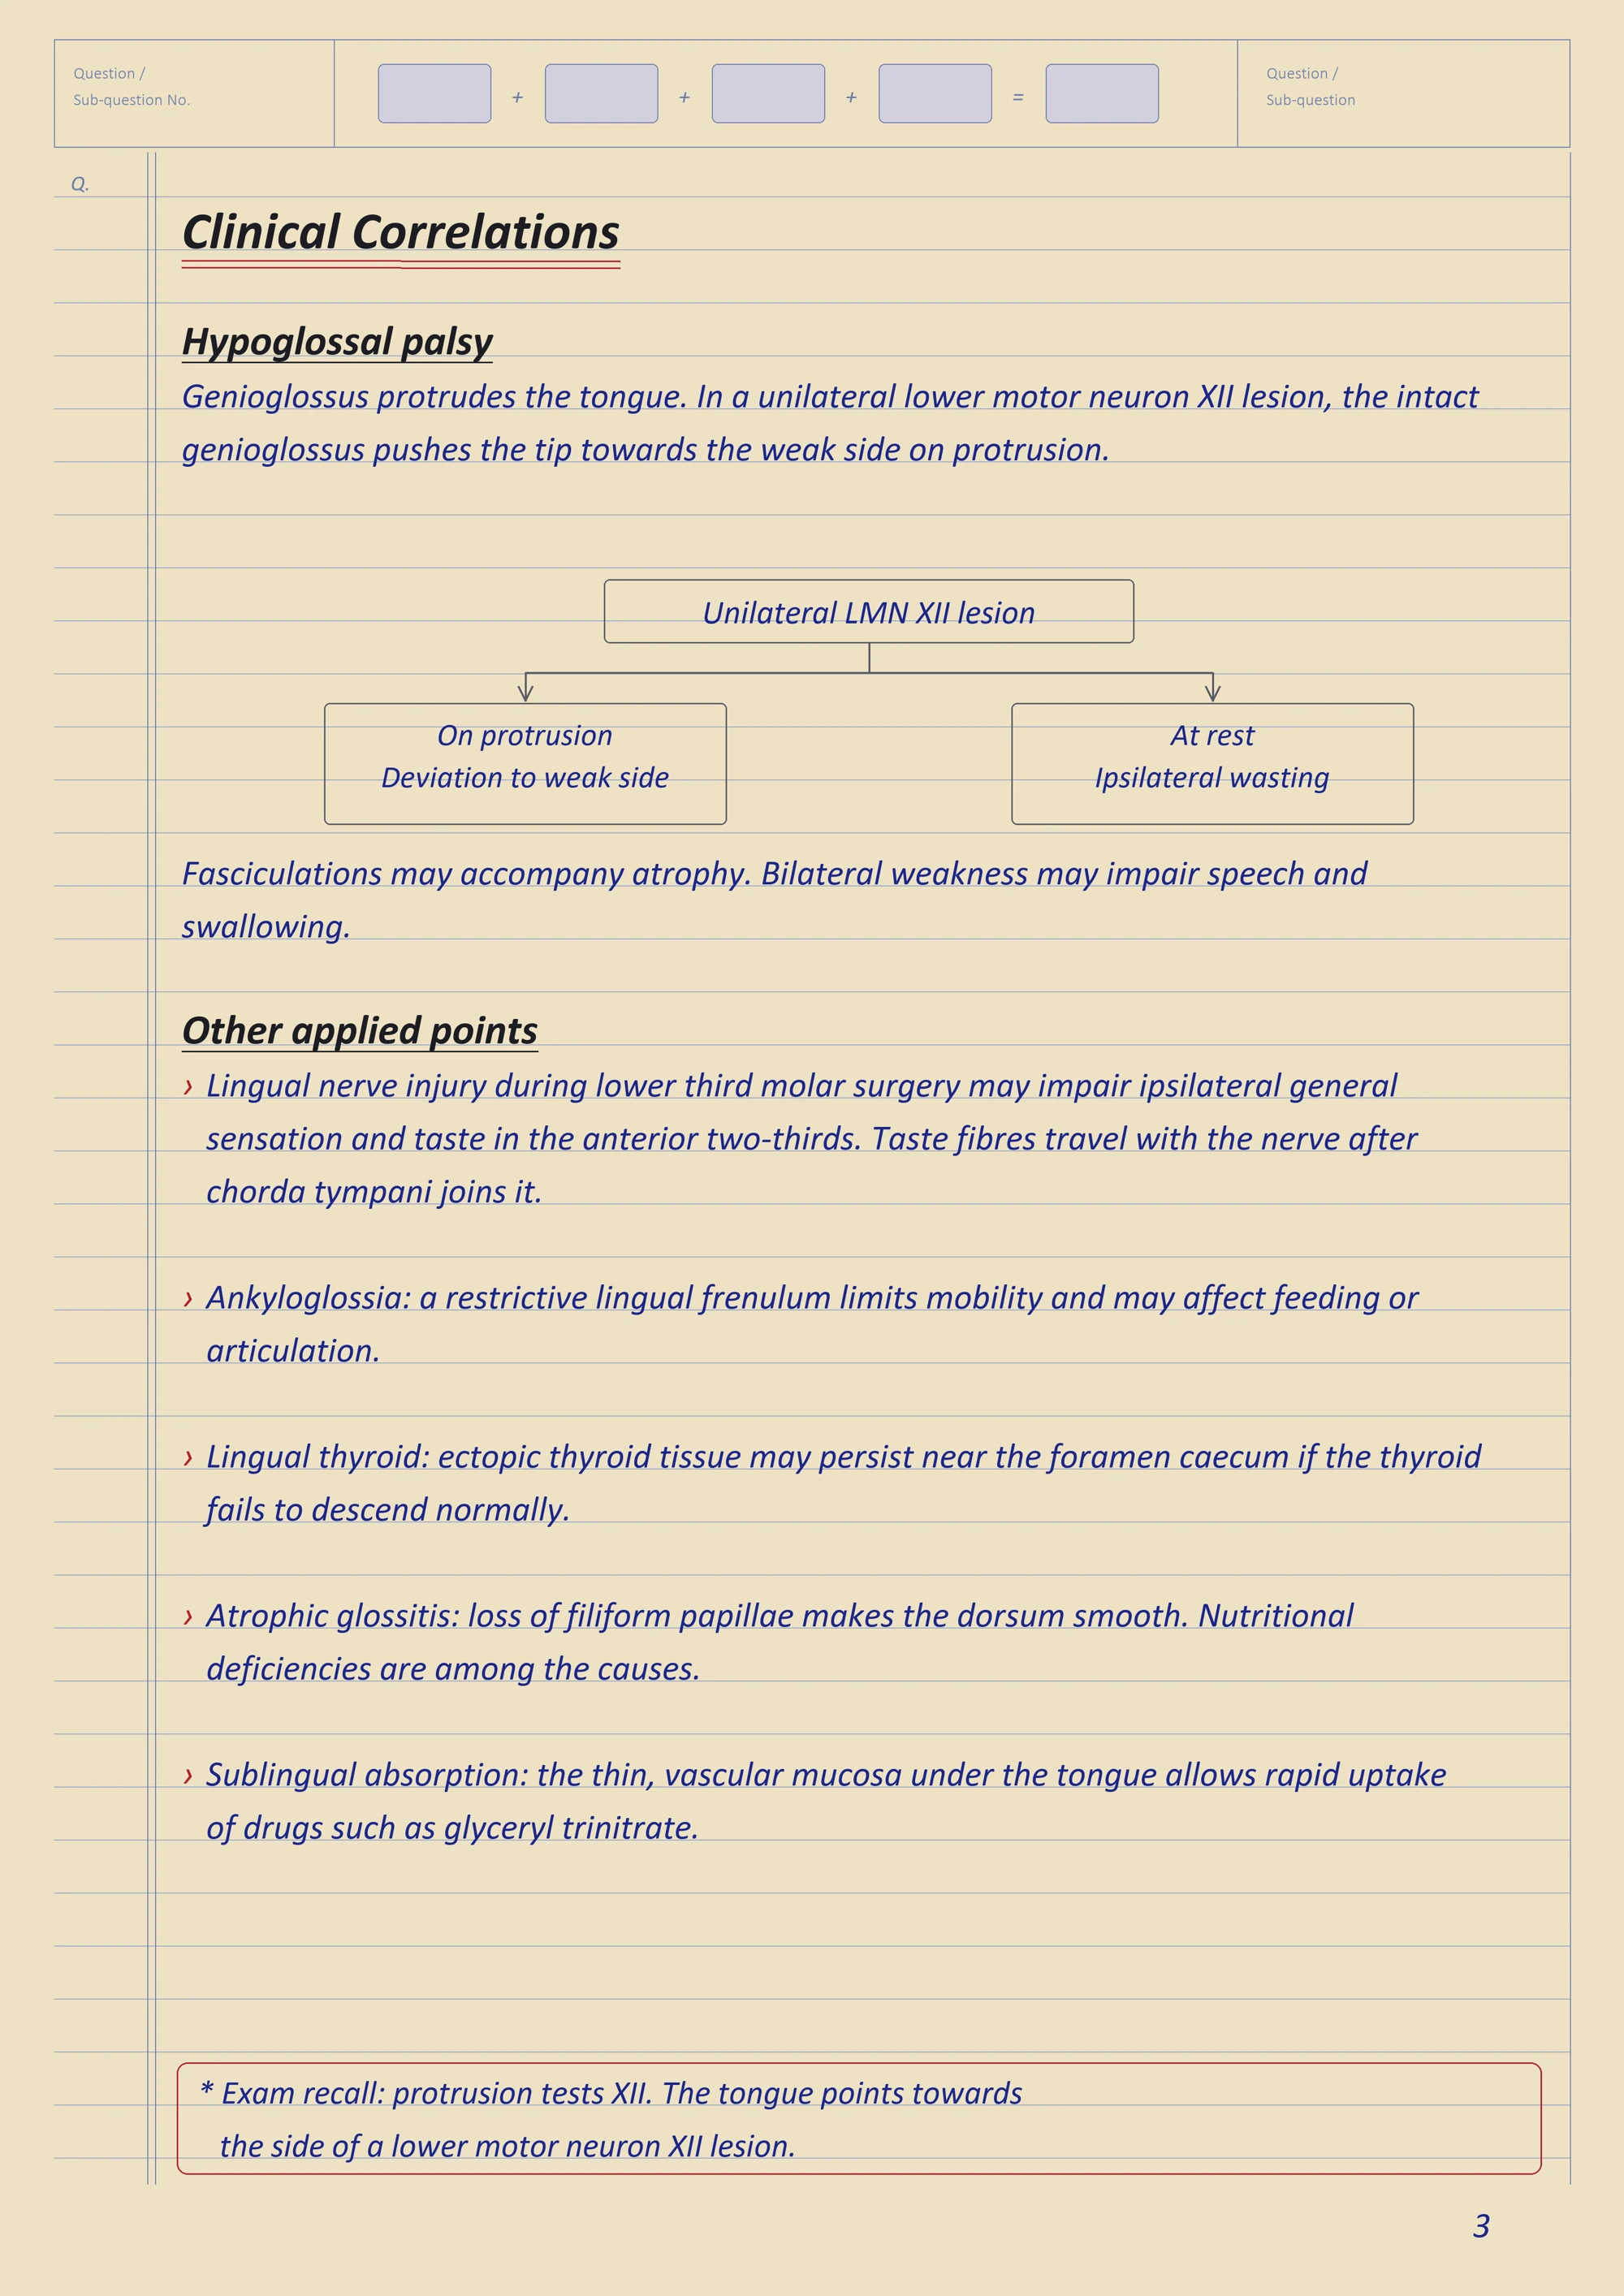 Question /
Sub-question No.
+ + + =
Question /
Sub-question
Q.
Clinical Correlations
Hypoglossal palsy
Genioglossus protrudes the tongue. In a unilateral lower motor neuron XII lesion, the intact
genioglossus pushes the tip towards the weak side on protrusion.
Unilateral LMN XII lesion
On protrusion
Deviation to weak side
At rest
Ipsilateral wasting
Fasciculations may accompany atrophy. Bilateral weakness may impair speech and
swallowing.
Other applied points
› Lingual nerve injury during lower third molar surgery may impair ipsilateral general
sensation and taste in the anterior two-thirds. Taste fibres travel with the nerve after
chorda tympani joins it.
› Ankyloglossia: a restrictive lingual frenulum limits mobility and may affect feeding or
articulation.
› Lingual thyroid: ectopic thyroid tissue may persist near the foramen caecum if the thyroid
fails to descend normally.
› Atrophic glossitis: loss of filiform papillae makes the dorsum smooth. Nutritional
deficiencies are among the causes.
› Sublingual absorption: the thin, vascular mucosa under the tongue allows rapid uptake
of drugs such as glyceryl trinitrate.
* Exam recall: protrusion tests XII. The tongue points towards
the side of a lower motor neuron XII lesion.
3